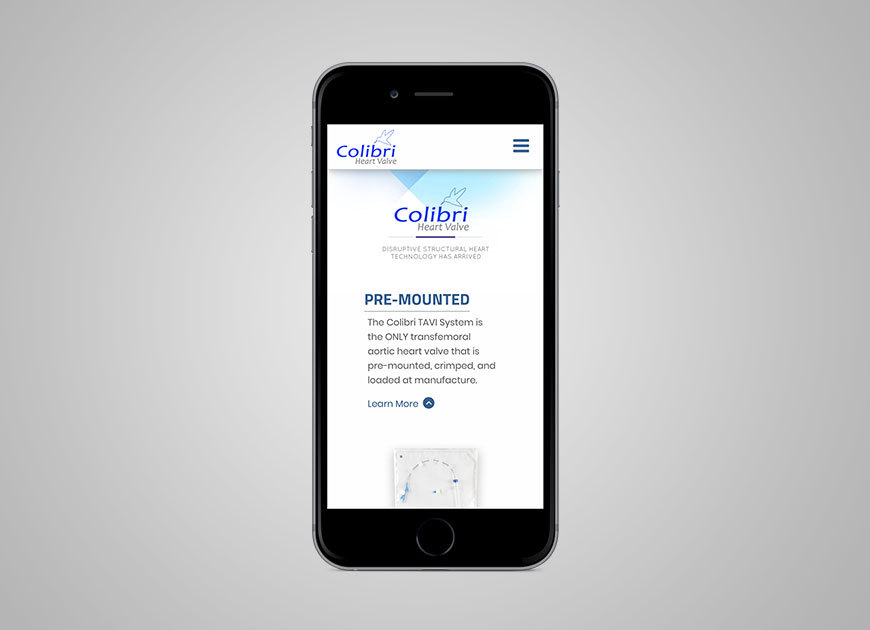 Colibri
Heart Valve
Colibri
Heart Valve
DISRUPTIVE STRUCTURAL HEART
TECHNOLOGY HAS ARRIVED
PRE-MOUNTED
The Colibri TAVI System is
the ONLY transfemoral
aortic heart valve that is
pre-mounted, crimped, and
loaded at manufacture.
Learn More